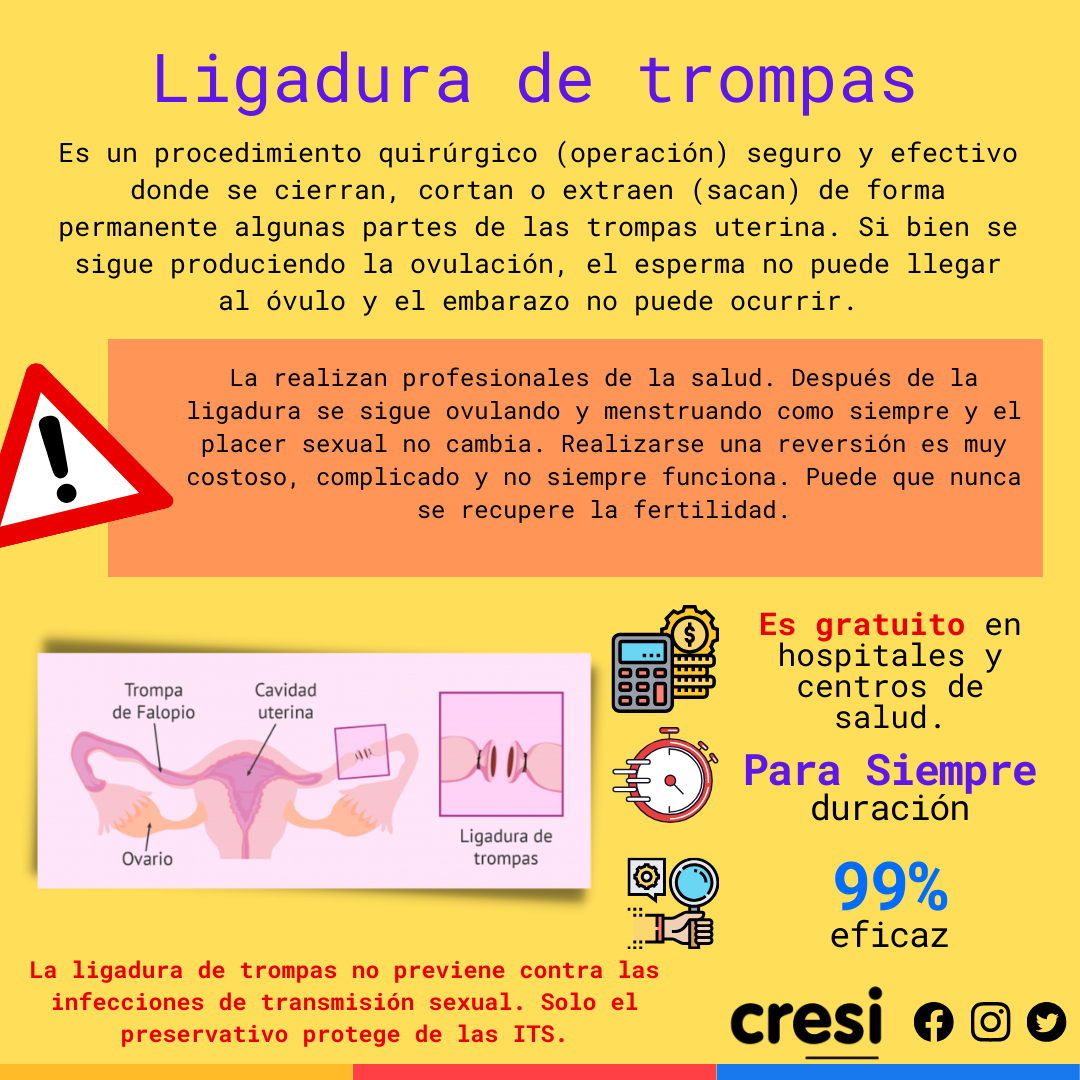 Ligadura de trompas
Es un procedimiento quirúrgico (operación) seguro y efectivo
donde se cierran, cortan o extraen (sacan) de forma
permanente algunas partes de las trompas uterina. Si bien se
sigue produciendo la ovulación, el esperma no puede llegar
al óvulo y el embarazo no puede ocurrir.
La realizan profesionales de la salud. Después de la
ligadura se sigue ovulando y menstruando como siempre y el
placer sexual no cambia. Realizarse una reversión es muy
costoso, complicado y no siempre funciona. Puede que nunca
se recupere la fertilidad.
Trompa
de Falopio
Cavidad
uterina
Ovario
Ligadura de
trompas
$
Es gratuito en
hospitales y
centros de
salud.
Para Siempre
duración
99%
eficaz
La ligadura de trompas no previene contra las
infecciones de transmisión sexual. Solo el
preservativo protege de las ITS.
cresi